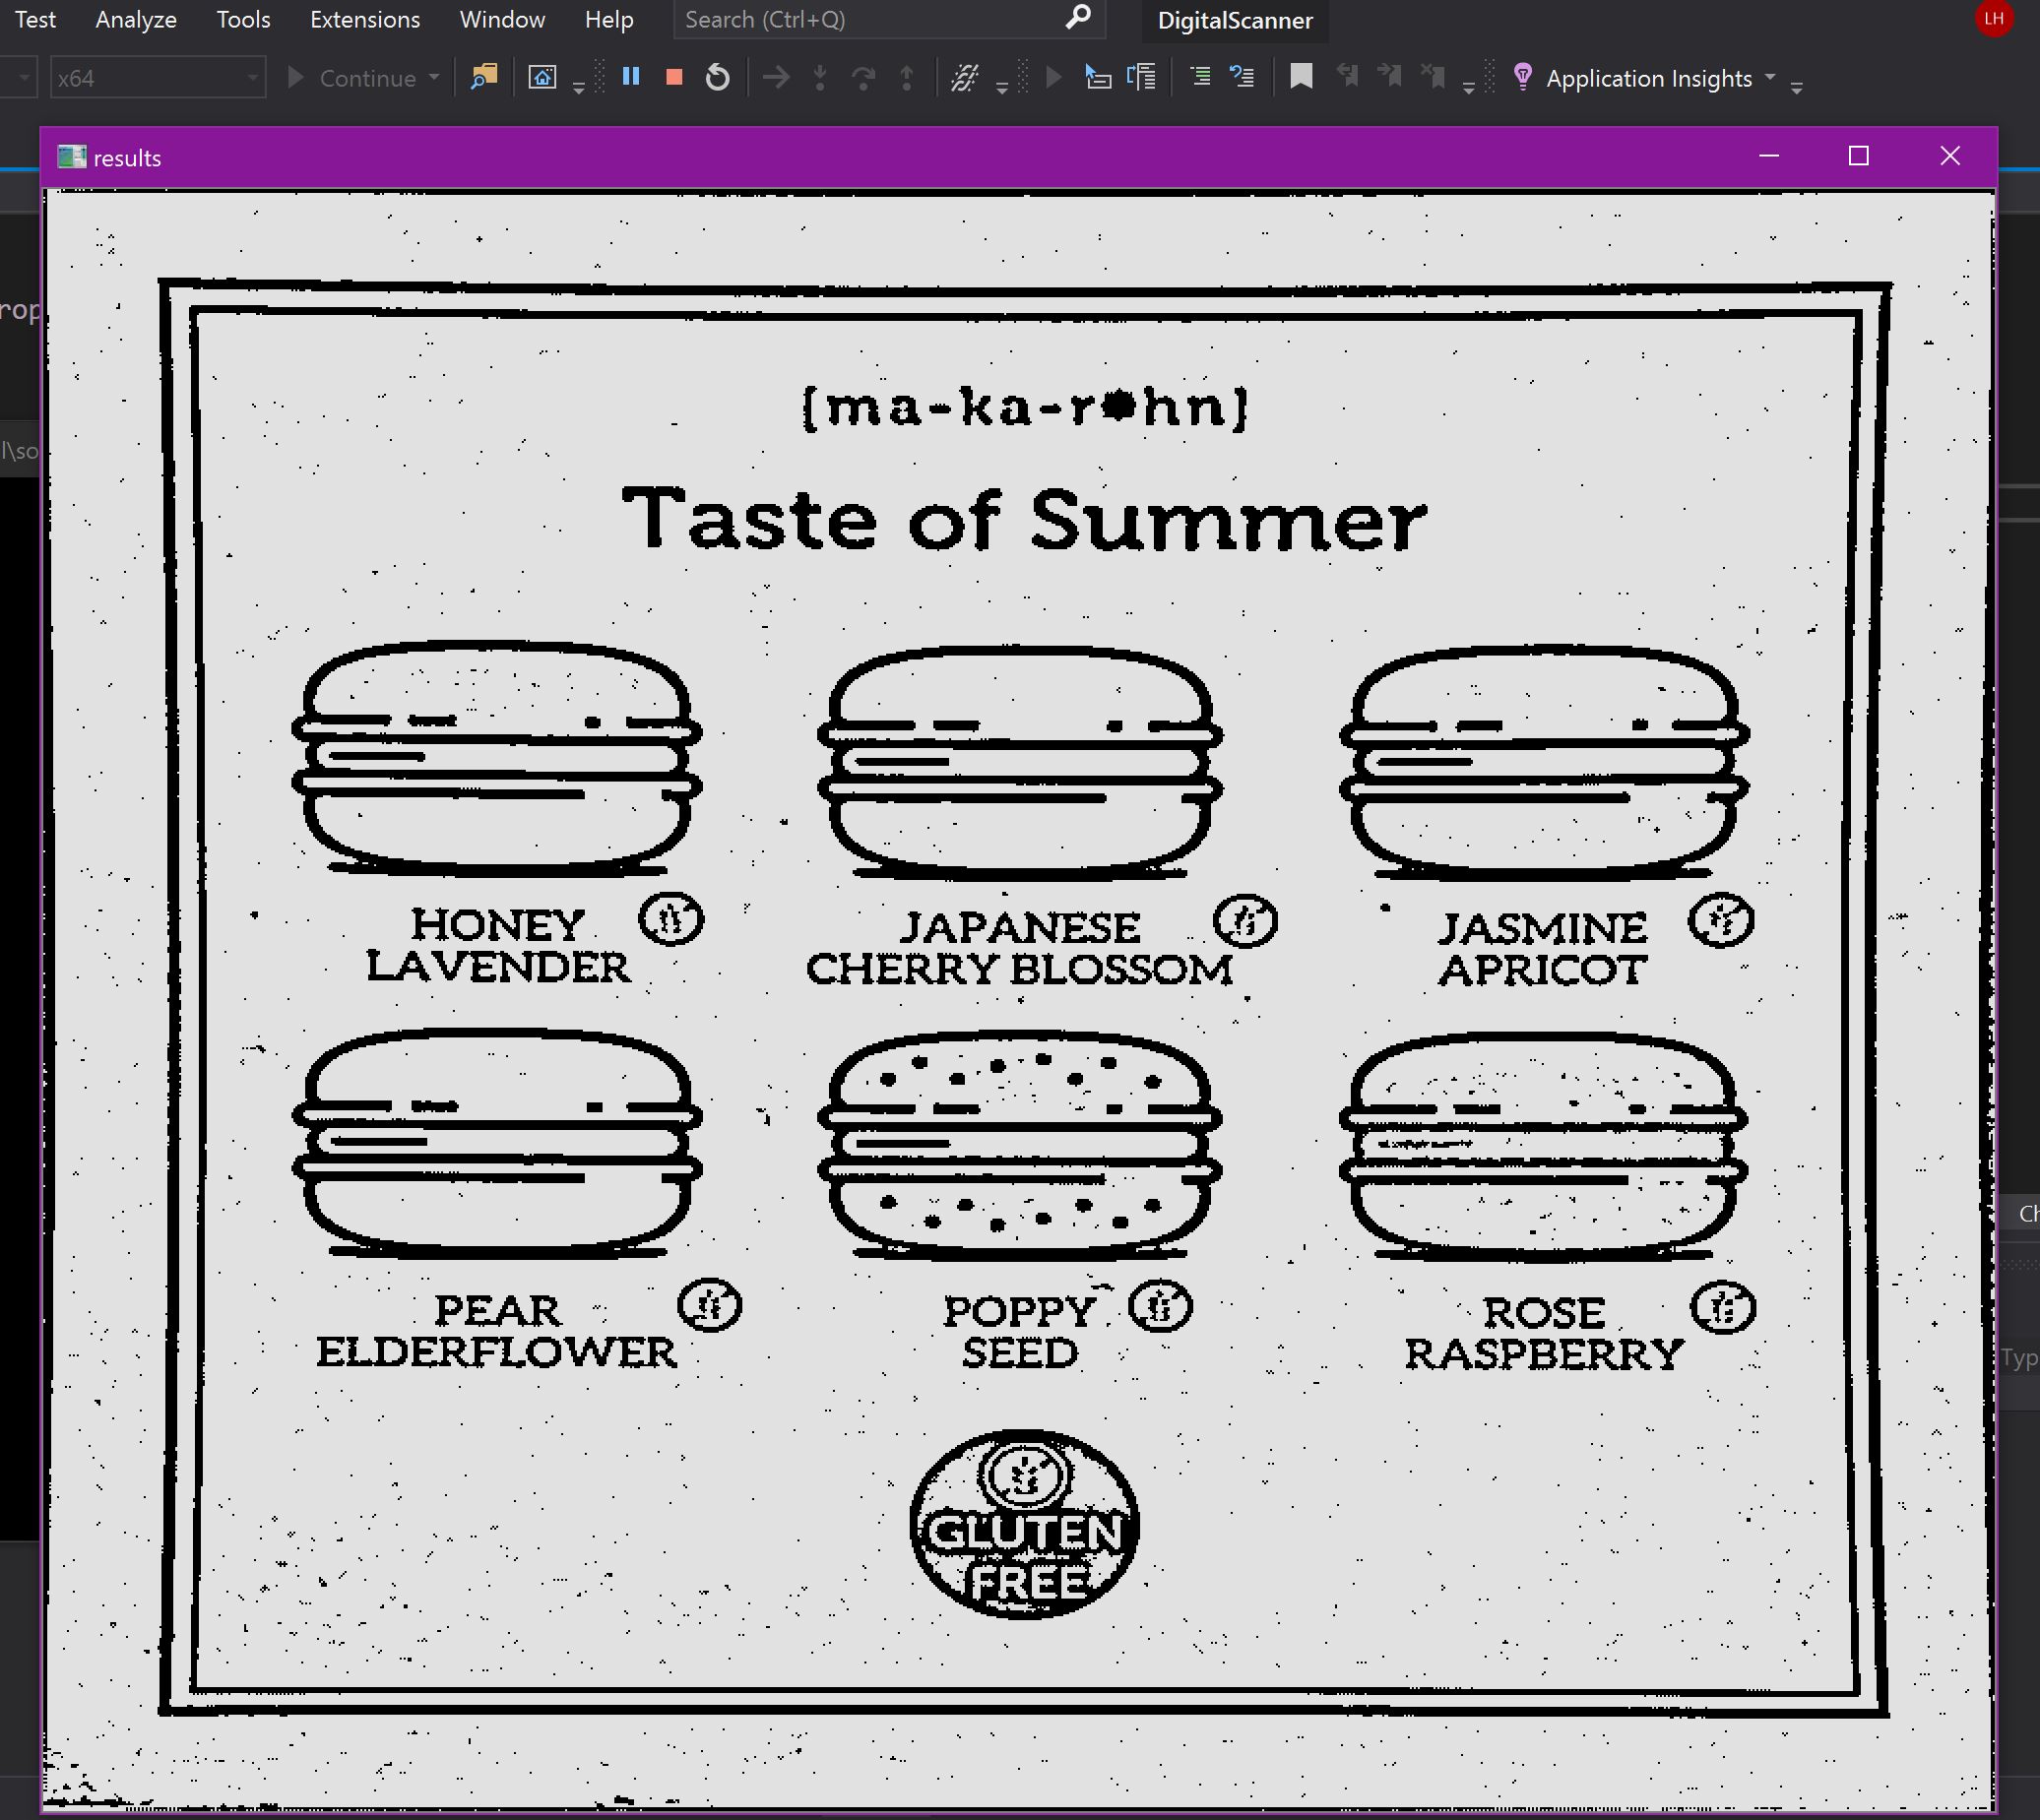 Test Analyze Tools Extensions Window Help Search (Ctrl+Q) DigitalScanner LH
x64 Continue Application Insights
results
rop
l\so
[ma-ka-rohn]
Taste of Summer
HONEY
LAVENDER
JAPANESE
CHERRY BLOSSOM
JASMINE
APRICOT
Ch
PEAR
ELDERFLOWER
POPPY
SEED
ROSE
RASPBERRY
Typ
GLUTEN
FREE